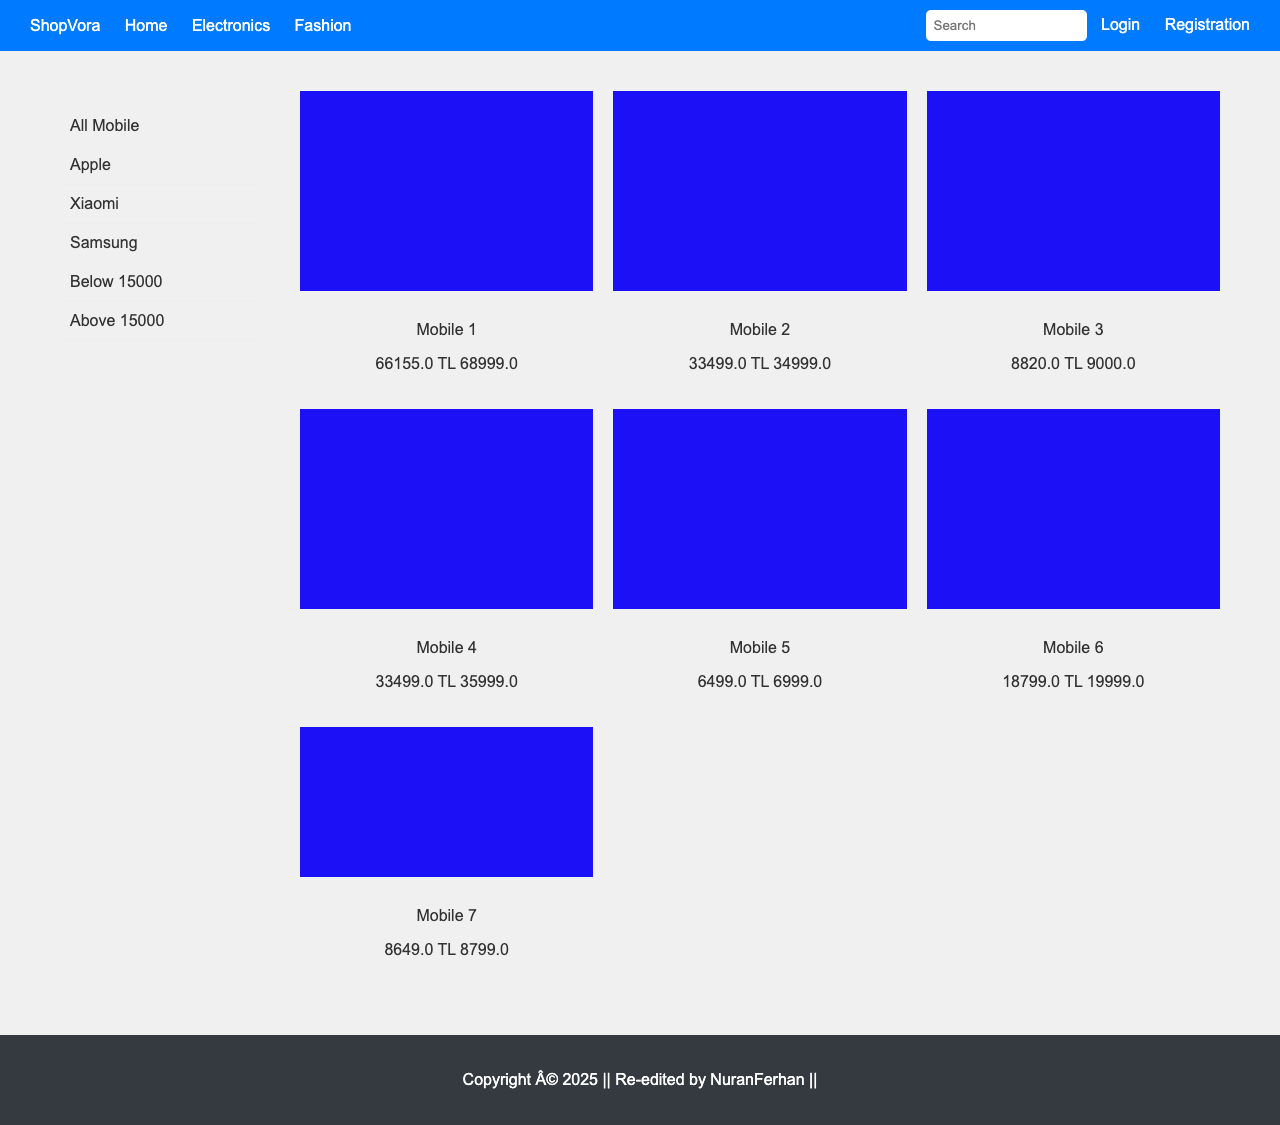 ShopVora Home Electronics Fashion Search Login Registration
All Mobile
Apple
Xiaomi
Samsung
Below 15000
Above 15000
Mobile 1 Mobile 2 Mobile 3
66155.0 TL 68999.0 33499.0 TL 34999.0 8820.0 TL 9000.0
Mobile 4 Mobile 5 Mobile 6
33499.0 TL 35999.0 6499.0 TL 6999.0 18799.0 TL 19999.0
Mobile 7
8649.0 TL 8799.0
Copyright Â© 2025 || Re-edited by NuranFerhan ||